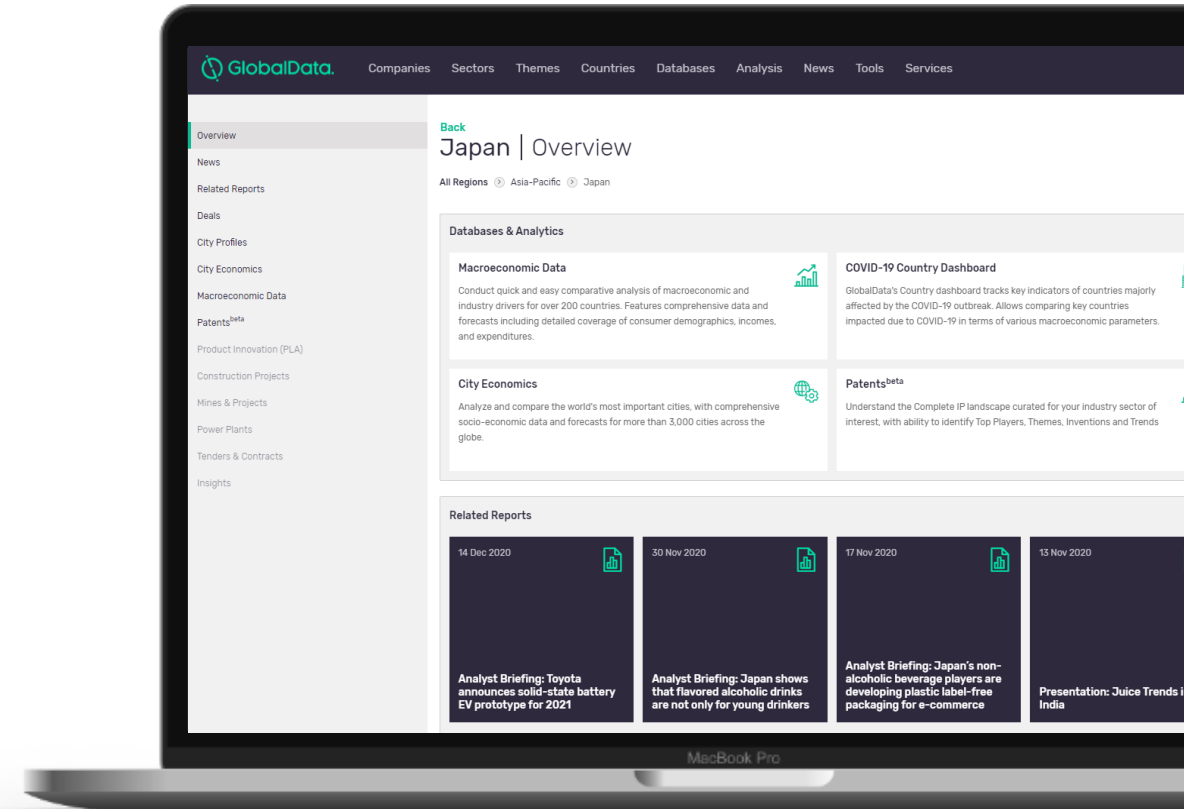 GlobalData.
Companies Sectors Themes Countries Databases Analysis News Tools Services
Overview
News
Related Reports
Deals
City Profiles
City Economics
Macroeconomic Data
Patentsbeta
Product Innovation (PLA)
Construction Projects
Mines & Projects
Power Plants
Tenders & Contracts
Insights
Back
Japan | Overview
All Regions Asia-Pacific Japan
Databases & Analytics
Macroeconomic Data
Conduct quick and easy comparative analysis of macroeconomic and
industry drivers for over 200 countries. Features comprehensive data and
forecasts including detailed coverage of consumer demographics, incomes,
and expenditures.
COVID-19 Country Dashboard
GlobalData's Country dashboard tracks key indicators of countries majorly
affected by the COVID-19 outbreak. Allows comparing key countries
impacted due to COVID-19 in terms of various macroeconomic parameters.
City Economics
Analyze and compare the world's most important cities, with comprehensive
socio-economic data and forecasts for more than 3,000 cities across the
globe.
Patentsbeta
Understand the Complete IP landscape curated for your industry sector of
interest, with ability to identify Top Players, Themes, Inventions and Trends
Related Reports
14 Dec 2020
Analyst Briefing: Toyota
announces solid-state battery
EV prototype for 2021
30 Nov 2020
Analyst Briefing: Japan shows
that flavored alcoholic drinks
are not only for young drinkers
17 Nov 2020
Analyst Briefing: Japan's non-
alcoholic beverage players are
developing plastic label-free
packaging for e-commerce
13 Nov 2020
Presentation: Juice Trends i
India
MacBook Pro